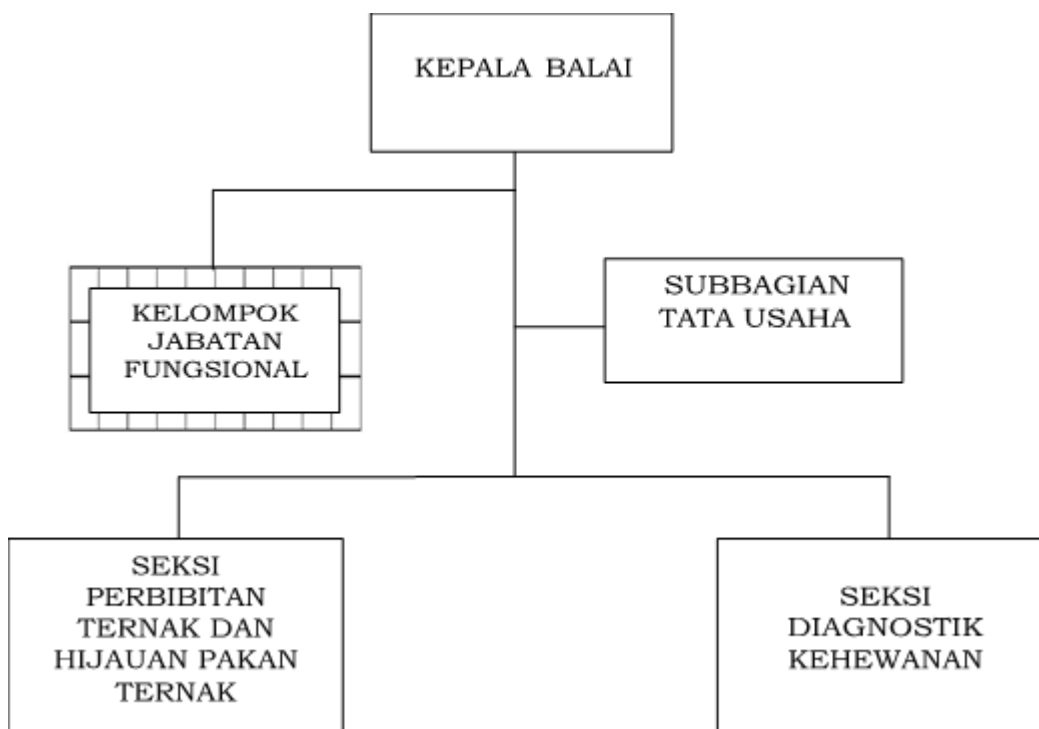 KEPALA BALAI
KELOMPOK
JABATAN
FUNGSIONAL
SUBBAGIAN
TATA USAHA
SEKSI
PERBIBITAN
TERNAK DAN
HIJAUAN PAKAN
TERNAK
SEKSI
DIAGNOSTIK
KEHEWANAN